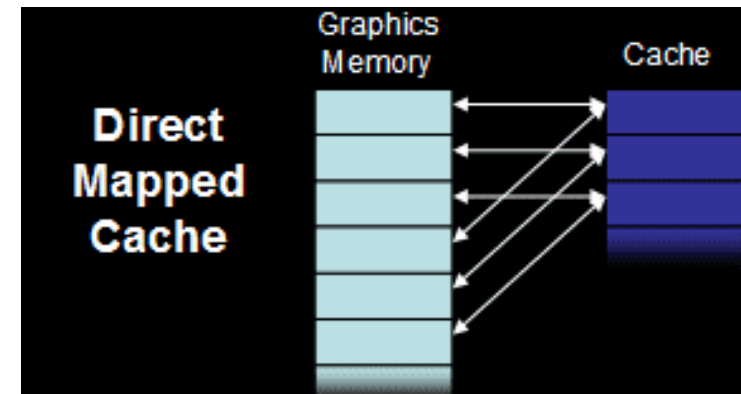 Graphics
Memory
Cache
Direct
Mapped
Cache